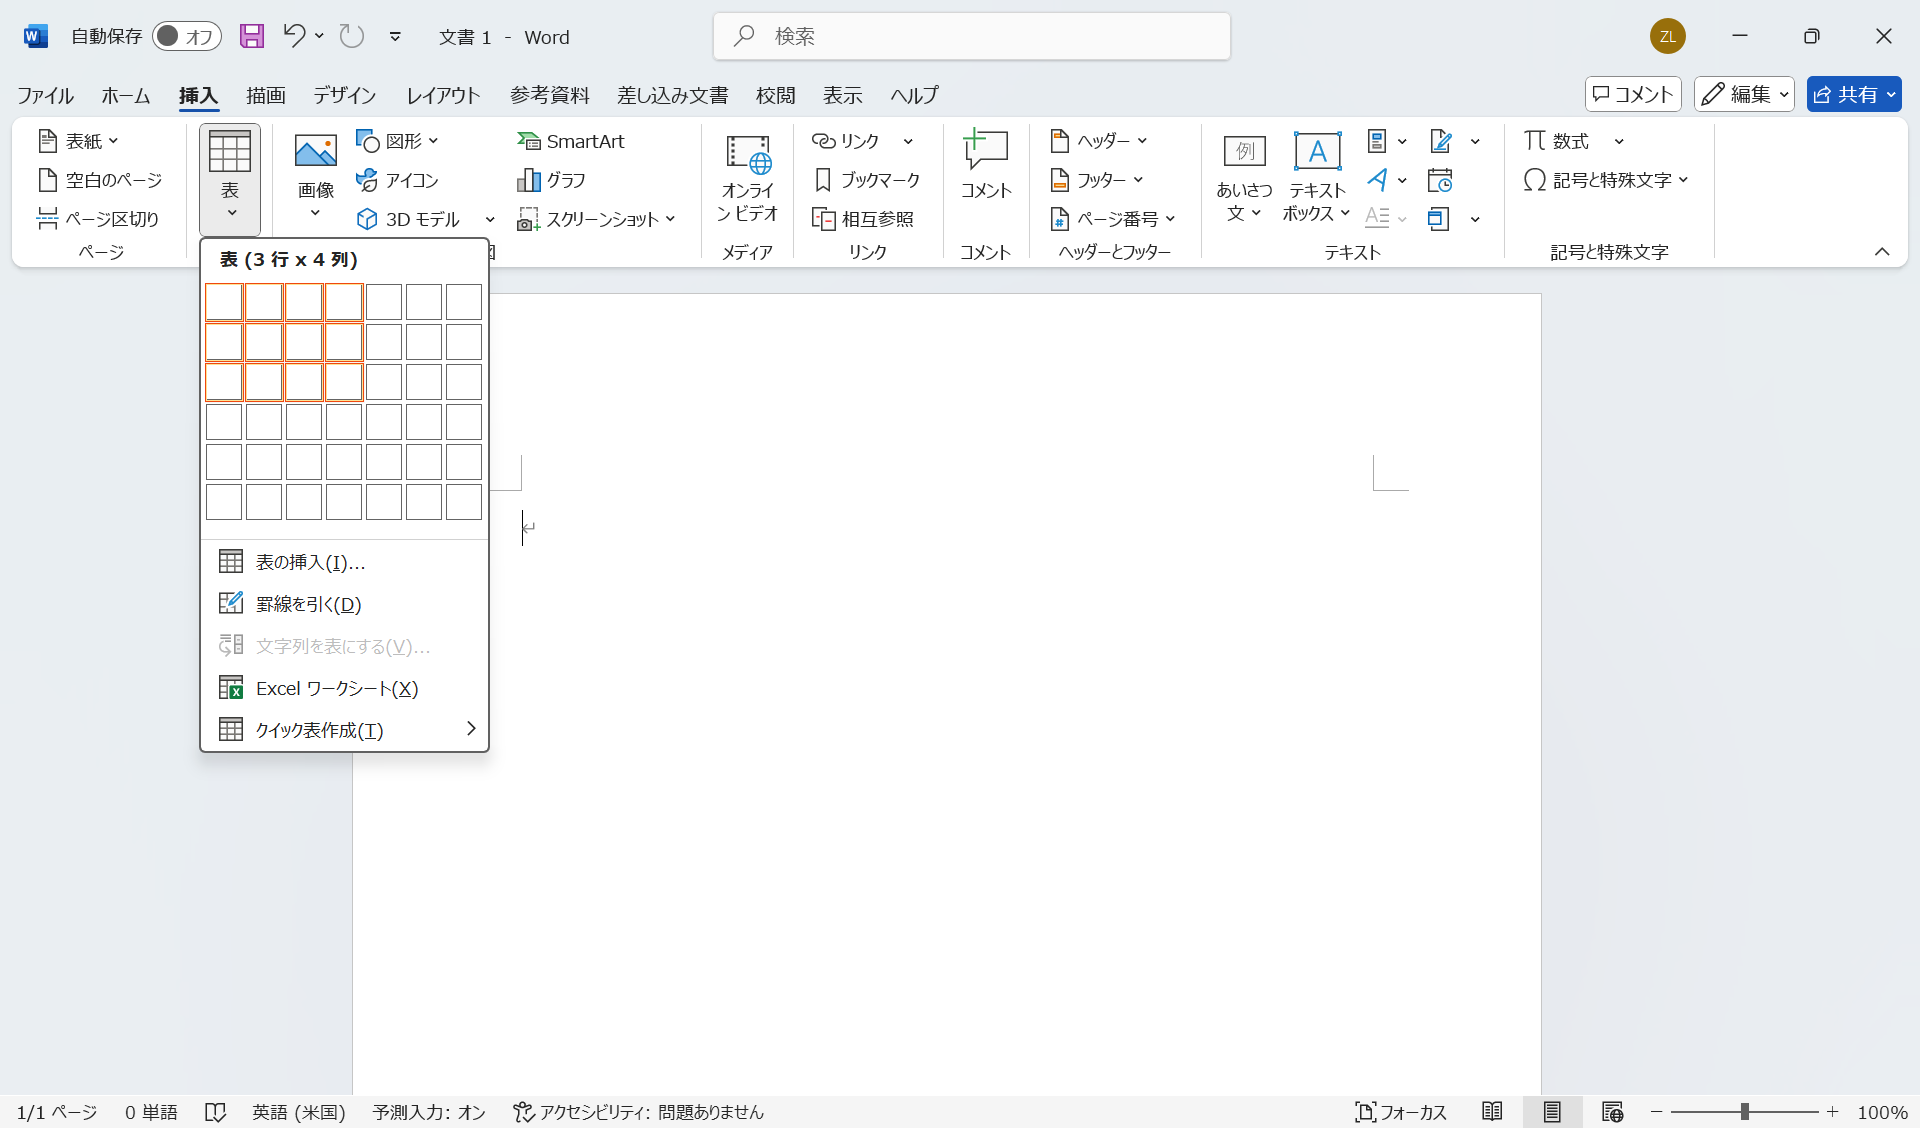 自動保存 オフ 文書 1 - Word 検索 ZL
ファイル ホーム 挿入 描画 デザイン レイアウト 参考資料 差し込み文書 校閲 表示 ヘルプ コメント 編集 共有
表紙
空白のページ
ページ区切り
ページ
表
画像
図形
アイコン
3D モデル
SmartArt
グラフ
スクリーンショット
図
オンライ
ン ビデオ
メディア
リンク
ブックマーク
相互参照
リンク
コメント
コメント
ヘッダー
フッター
ページ番号
ヘッダーとフッター
例
あいさつ
文
A
テキスト
ボックス
テキスト
数式
記号と特殊文字
記号と特殊文字
表 (3 行 x 4 列)
表の挿入(I)...
罫線を引く(D)
文字列を表にする(V)...
Excel ワークシート(X)
クイック表作成(T)
1/1 ページ 0 単語 英語 (米国) 予測入力: オン アクセシビリティ: 問題ありません フォーカス 100%